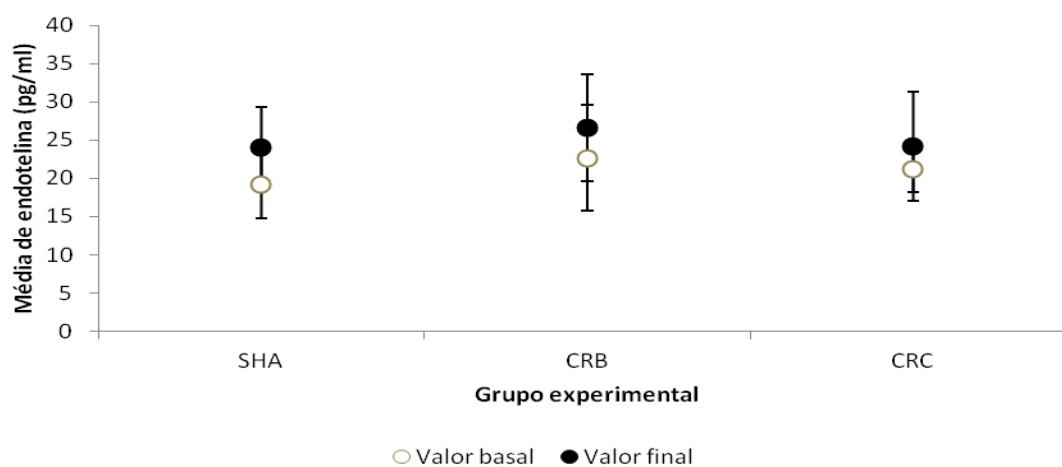 Média de endotelina (pg/ml)
40
35
30
25
20
15
10
5
0
SHA CRB CRC
Grupo experimental
Valor basal Valor final